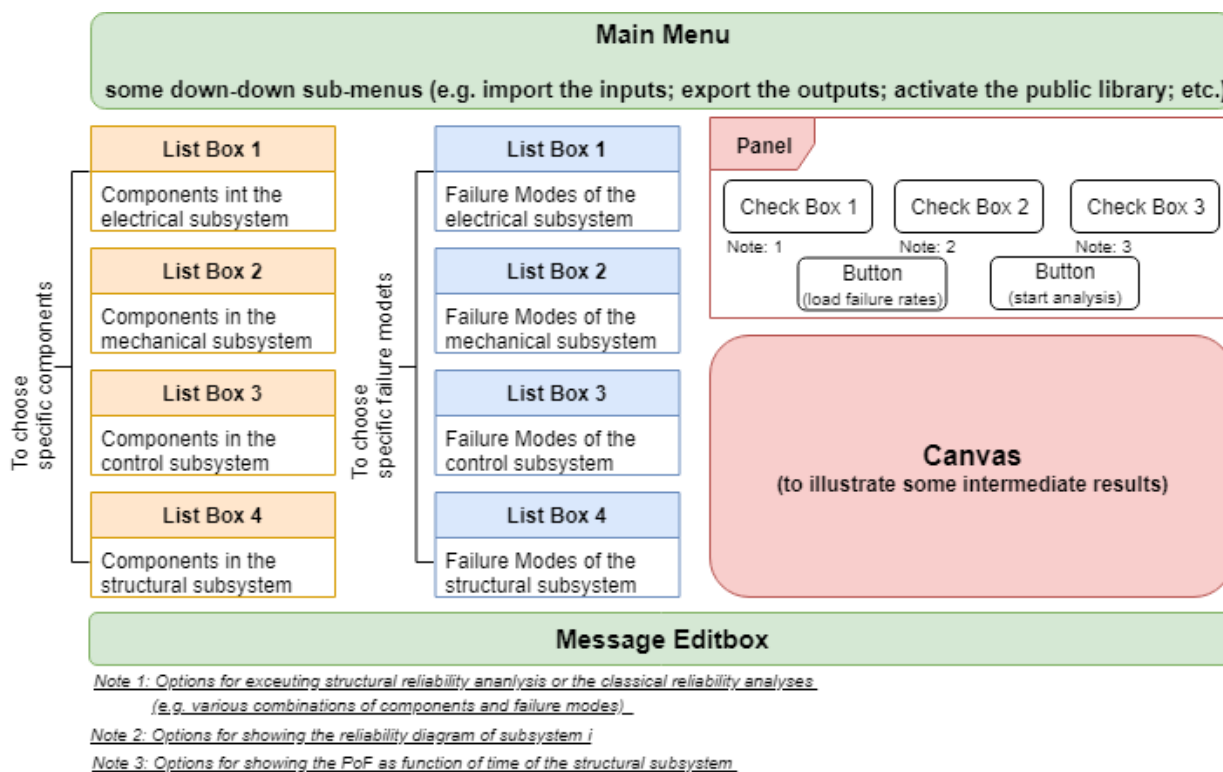 Main Menu
some down-down sub-menus (e.g. import the inputs; export the outputs; activate the public library; etc.)
To choose
specific components
List Box 1
Components int the
electrical subsystem
List Box 2
Components in the
mechanical subsystem
List Box 3
Components in the
control subsystem
List Box 4
Components in the
structural subsystem
To choose
specific failure models
List Box 1
Failure Modes of the
electrical subsystem
List Box 2
Failure Modes of the
mechanical subsystem
List Box 3
Failure Modes of the
control subsystem
List Box 4
Failure Modes of the
structural subsystem
Panel
Check Box 1
Check Box 2
Check Box 3
Note: 1
Note: 2
Note: 3
Button
(load failure rates)
Button
(start analysis)
Canvas
(to illustrate some intermediate results)
Message Editbox
Note 1: Options for exceuting structural reliability ananlysis or the classical reliability analyses
(e.g. various combinations of components and failure modes)
Note 2: Options for showing the reliability diagram of subsystem i
Note 3: Options for showing the PoF as function of time of the structural subsystem